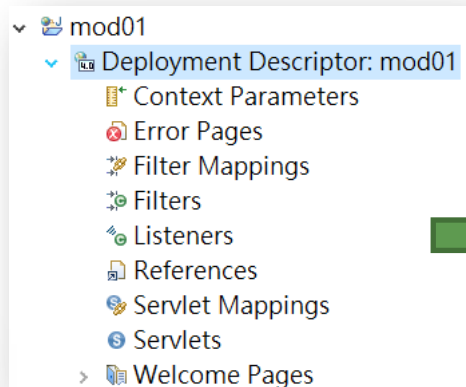 mod01
Deployment Descriptor: mod01
Context Parameters
Error Pages
Filter Mappings
Filters
Listeners
References
Servlet Mappings
Servlets
Welcome Pages